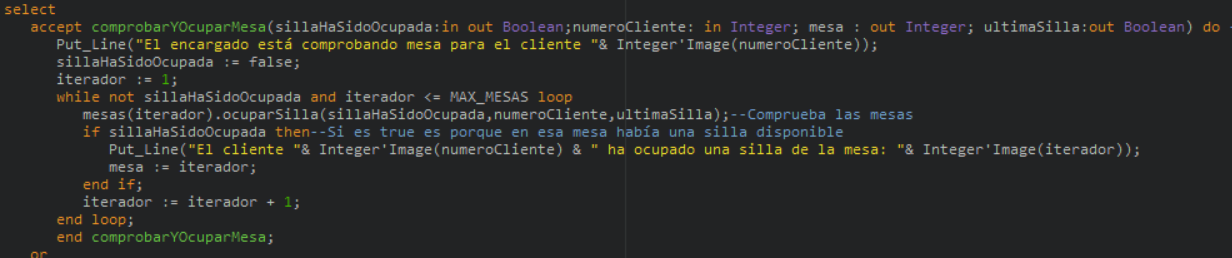 select
accept comprobarYOcuparMesa(sillaHaSidoOcupada:in out Boolean;numeroCliente: in Integer; mesa : out Integer; ultimaSilla:out Boolean) do -
Put_Line("El encargado está comprobando mesa para el cliente "& Integer'Image(numeroCliente));
sillaHaSidoOcupada := false;
iterador := 1;
while not sillaHaSidoOcupada and iterador <= MAX_MESAS loop
mesas(iterador).ocuparSilla(sillaHaSidoOcupada,numeroCliente,ultimaSilla);--Comprueba las mesas
if sillaHaSidoOcupada then--Si es true es porque en esa mesa había una silla disponible
Put_Line("El cliente "& Integer'Image(numeroCliente) & " ha ocupado una silla de la mesa: "& Integer'Image(iterador));
mesa := iterador;
end if;
iterador := iterador + 1;
end loop;
end comprobarYOcuparMesa;
or